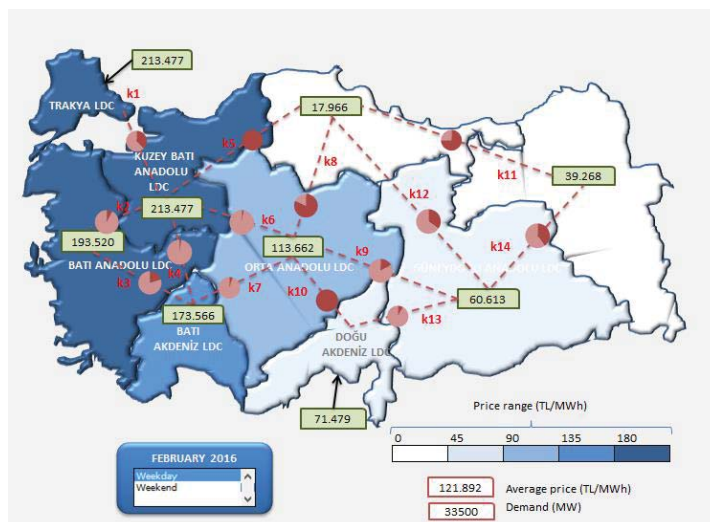 213.477
k1
TRAKYA LDC
17.966
k5
KUZEY BATI
ANADOLU
LDC
k8
k11
39.268
k2
213.477
k12
k6
193.520
113.662
k9
k14
BATI ANADOLU LDC
k4
ORTA ANADOLU LDC
k3
k7
k10
60.613
173.566
k13
BATI
AKDENİZ LDC
DOĞU
AKDENİZ LDC
71.479
Price range (TL/MWh)
0 45 90 135 180
FEBRUARY 2016
Weekday
Weekend
121.892 Average price (TL/MWh)
33500 Demand (MW)